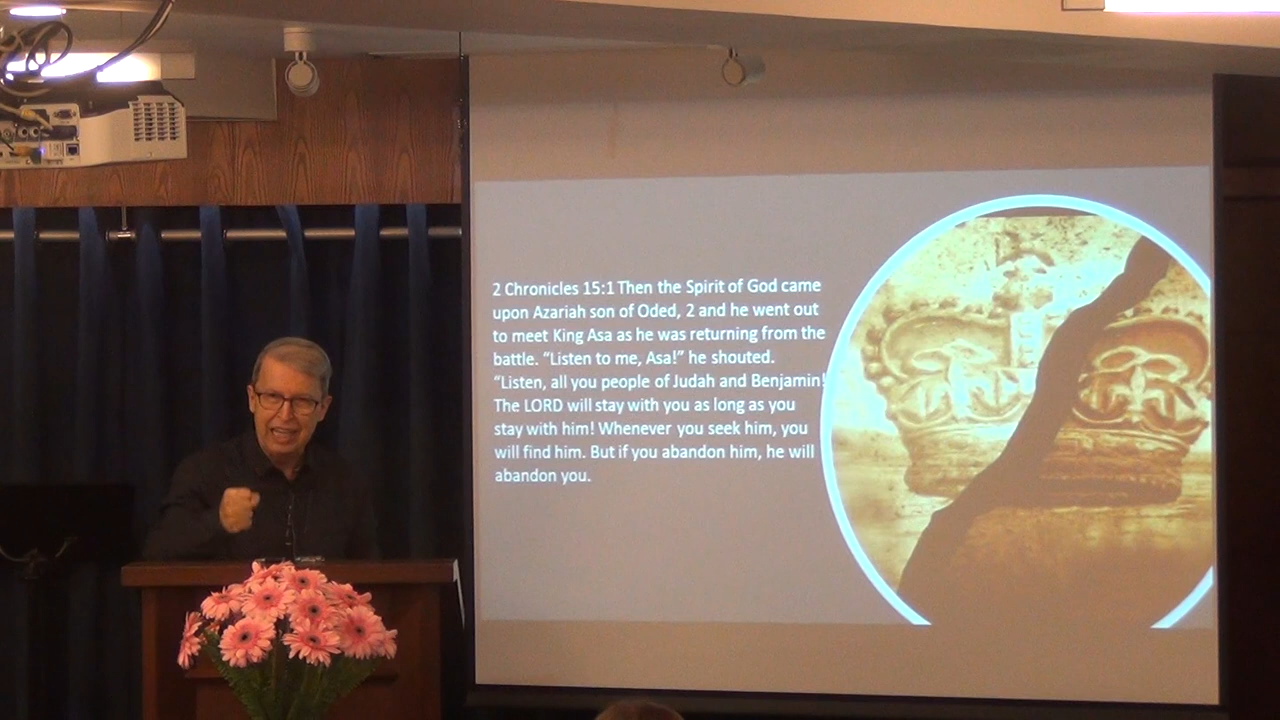 2 Chronicles 15:1 Then the Spirit of God came
upon Azariah son of Oded, 2 and he went out
to meet King Asa as he was returning from the
battle. “Listen to me, Asa!” he shouted.
“Listen, all you people of Judah and Benjamin!
The LORD will stay with you as long as you
stay with him! Whenever you seek him, you
will find him. But if you abandon him, he will
abandon you.